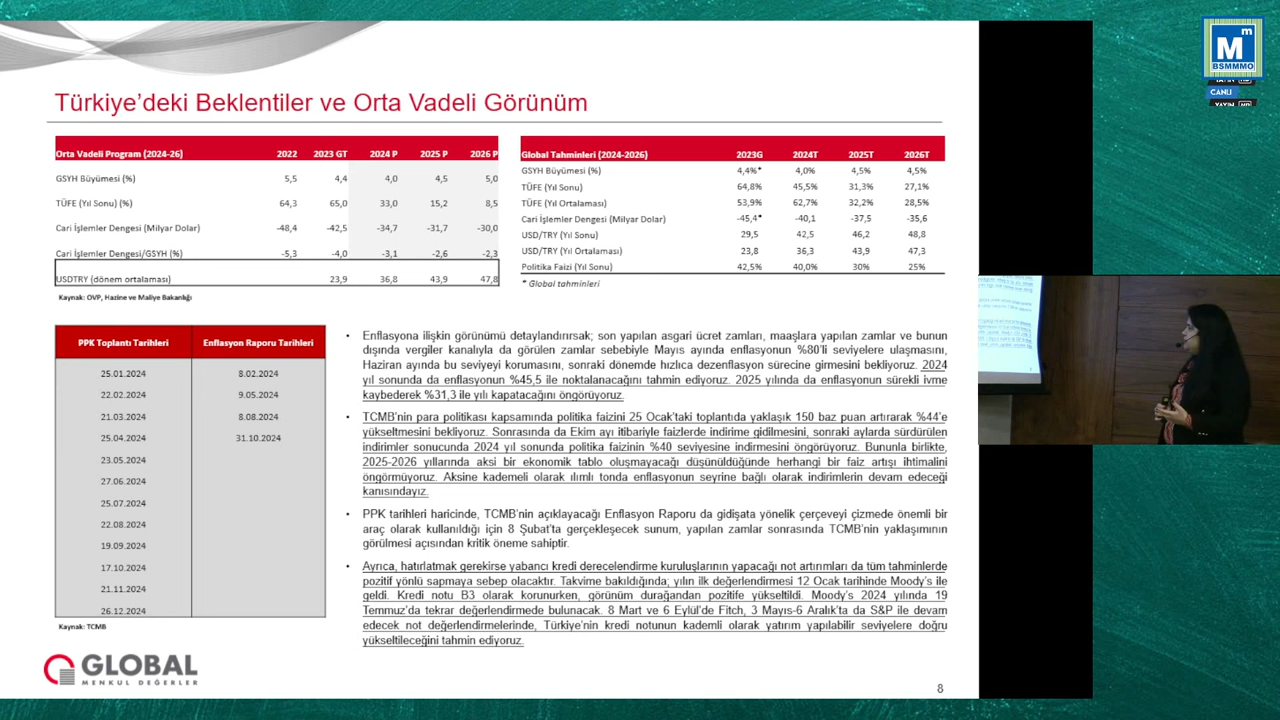 Türkiye'deki Beklentiler ve Orta Vadeli Görünüm
Orta Vadeli Program (2024-26) 2022 2023 GT 2024 P 2025 P 2026 P
GSYH Büyümesi (%) 5,5 4,4 4,0 4,5 5,0
TÜFE (Yıl Sonu) (%) 64,3 65,0 33,0 15,2 8,5
Cari İşlemler Dengesi (Milyar Dolar) -48,4 -42,5 -34,7 -31,7 -30,0
Cari İşlemler Dengesi/GSYH (%) -5,3 -4,0 -3,1 -2,6 -2,3
USDTRY (dönem ortalaması) 23,9 36,8 43,9 47,8
Kaynak: OVP, Hazine ve Maliye Bakanlığı
Global Tahminleri (2024-2026) 2023G 2024T 2025T 2026T
GSYH Büyümesi (%) 4,4%* 4,0% 4,5% 4,5%
TÜFE (Yıl Sonu) 64,8% 45,5% 31,3% 27,1%
TÜFE (Yıl Ortalaması) 53,9% 62,7% 32,2% 28,5%
Cari İşlemler Dengesi (Milyar Dolar) -45,4* -40,1 -37,5 -35,6
USD/TRY (Yıl Sonu) 29,5 42,5 46,2 48,8
USD/TRY (Yıl Ortalaması) 23,8 36,3 43,9 47,3
Politika Faizi (Yıl Sonu) 42,5% 40,0% 30% 25%
* Global tahminleri
PPK Toplantı Tarihleri Enflasyon Raporu Tarihleri
25.01.2024 8.02.2024
22.02.2024 9.05.2024
21.03.2024 8.08.2024
25.04.2024 31.10.2024
23.05.2024
27.06.2024
25.07.2024
22.08.2024
19.09.2024
17.10.2024
21.11.2024
26.12.2024
Kaynak: TCMB
• Enflasyona ilişkin görünümü detaylandırırsak; son yapılan asgari ücret zamları, maaşlara yapılan zamlar ve bunun
dışında vergiler kanalıyla da görülen zamlar sebebiyle Mayıs ayında enflasyonun %80'li seviyelere ulaşmasını,
Haziran ayında bu seviyeyi korumasını, sonraki dönemde hızlıca dezenflasyon sürecine girmesini bekliyoruz. 2024
yıl sonunda da enflasyonun %45,5 ile noktalanacağını tahmin ediyoruz. 2025 yılında da enflasyonun sürekli ivme
kaybederek %31,3 ile yılı kapatacağını öngörüyoruz.
• TCMB'nin para politikası kapsamında politika faizini 25 Ocak'taki toplantıda yaklaşık 150 baz puan artırarak %44'e
yükseltmesini bekliyoruz. Sonrasında da Ekim ayı itibariyle faizlerde indirime gidilmesini, sonraki aylarda sürdürülen
indirimler sonucunda 2024 yıl sonunda politika faizinin %40 seviyesine indirmesini öngörüyoruz. Bununla birlikte,
2025-2026 yıllarında aksi bir ekonomik tablo oluşmayacağı düşünüldüğünde herhangi bir faiz artışı ihtimalini
öngörmüyoruz. Aksine kademeli olarak ılımlı tonda enflasyonun seyrine bağlı olarak indirimlerin devam edeceği
kanısındayız.
• PPK tarihleri haricinde, TCMB'nin açıklayacağı Enflasyon Raporu da gidişata yönelik çerçeveyi çizmede önemli bir
araç olarak kullanıldığı için 8 Şubat'ta gerçekleşecek sunum, yapılan zamlar sonrasında TCMB'nin yaklaşımının
görülmesi açısından kritik öneme sahiptir.
• Ayrıca, hatırlatmak gerekirse yabancı kredi derecelendirme kuruluşlarının yapacağı not artırımları da tüm tahminlerde
pozitif yönlü sapmaya sebep olacaktır. Takvime bakıldığında; yılın ilk değerlendirmesi 12 Ocak tarihinde Moody's ile
geldi. Kredi notu B3 olarak korunurken, görünüm durağandan pozitife yükseltildi. Moody's 2024 yılında 19
Temmuz'da tekrar değerlendirmede bulunacak. 8 Mart ve 6 Eylül'de Fitch, 3 Mayıs-6 Aralık'ta da S&P ile devam
edecek not değerlendirmelerinde, Türkiye'nin kredi notunun kademli olarak yatırım yapılabilir seviyelere doğru
yükseltileceğini tahmin ediyoruz.
GLOBAL
MENKUL DEĞERLER
8
Mm
BSMMMO
CANLI
YAYIN HD